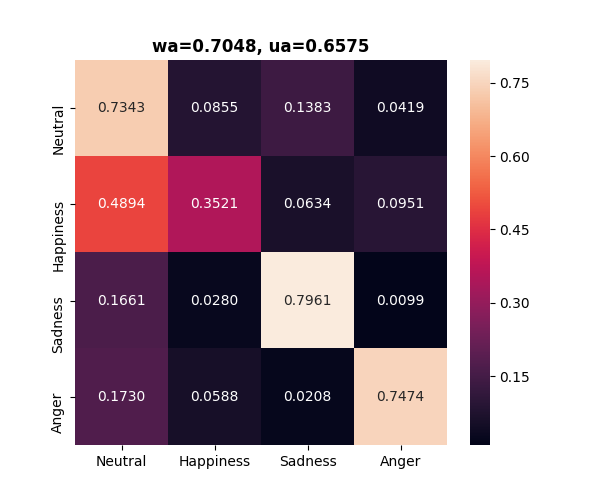 wa=0.7048, ua=0.6575
Neutral 0.7343 0.0855 0.1383 0.0419
Happiness 0.4894 0.3521 0.0634 0.0951
Sadness 0.1661 0.0280 0.7961 0.0099
Anger 0.1730 0.0588 0.0208 0.7474
Neutral Happiness Sadness Anger
0.75
0.60
0.45
0.30
0.15